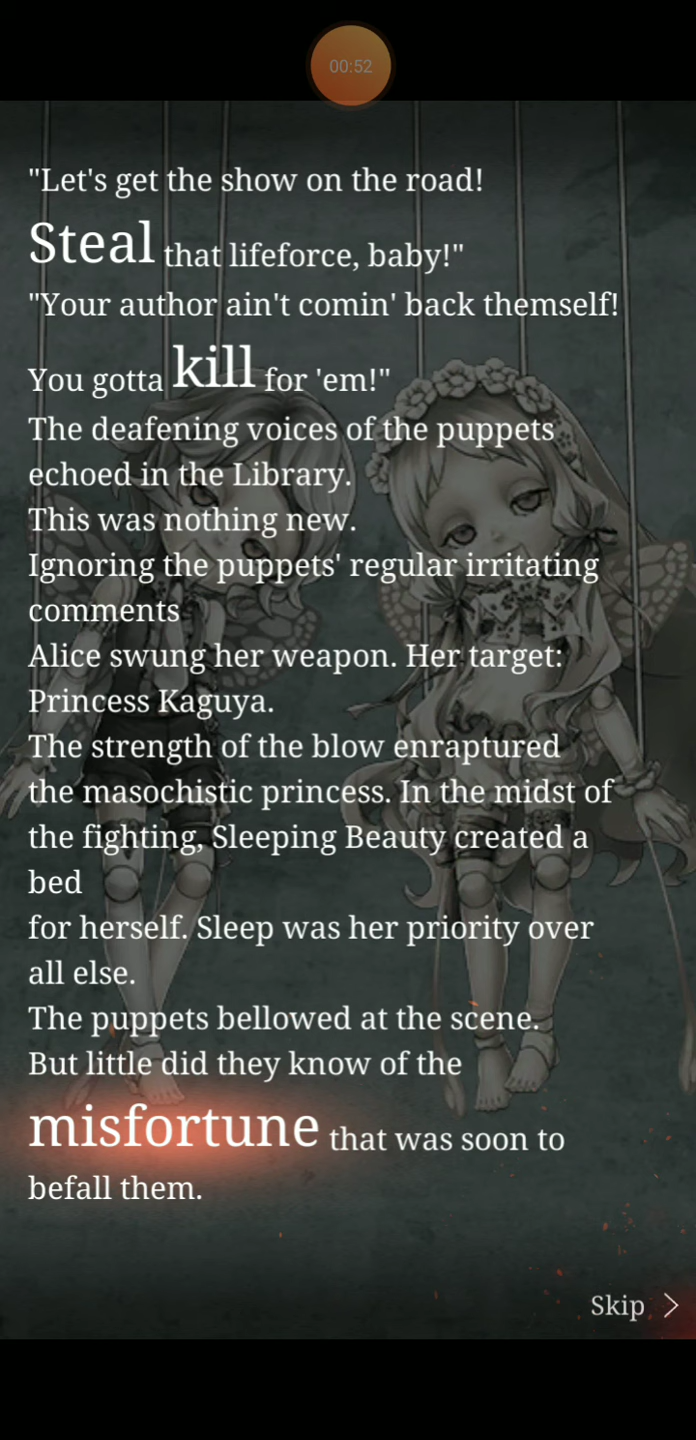 00:52
"Let's get the show on the road!
Steal that lifeforce, baby!"
"Your author ain't comin' back themself!
You gotta kill for 'em!"
The deafening voices of the puppets
echoed in the Library.
This was nothing new.
Ignoring the puppets' regular irritating
comments
Alice swung her weapon. Her target:
Princess Kaguya.
The strength of the blow enraptured
the masochistic princess. In the midst of
the fighting, Sleeping Beauty created a
bed
for herself. Sleep was her priority over
all else.
The puppets bellowed at the scene.
But little did they know of the
misfortune that was soon to
befall them.
Skip